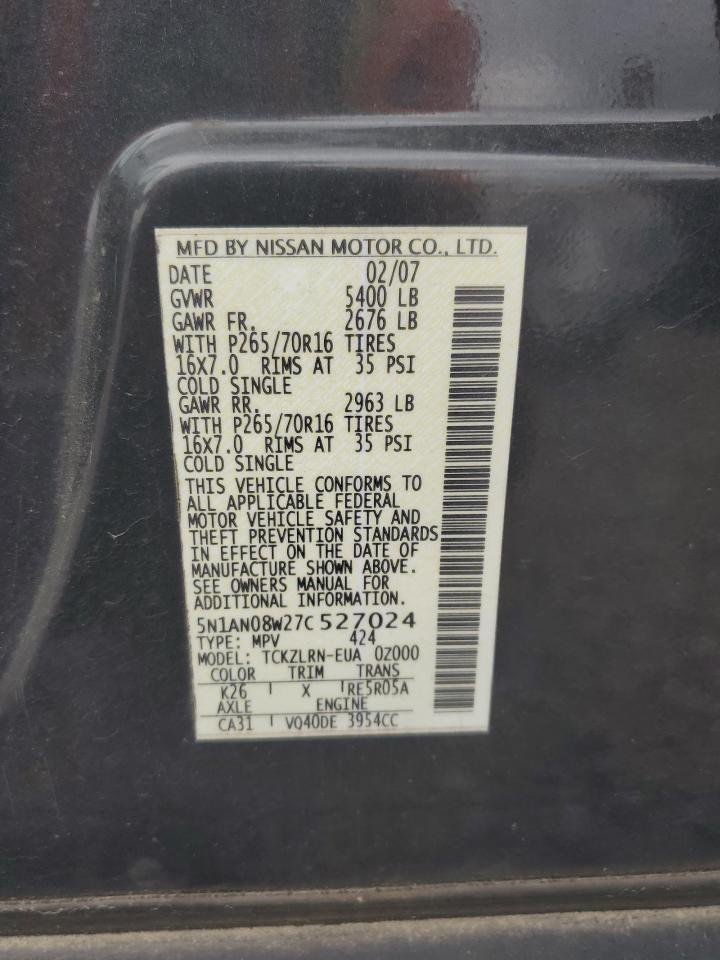 MFD BY NISSAN MOTOR CO., LTD.
DATE 02/07
GVWR 5400 LB
GAWR FR. 2676 LB
WITH P265/70R16 TIRES
16X7.0 RIMS AT 35 PSI
COLD SINGLE
GAWR RR. 2963 LB
WITH P265/70R16 TIRES
16X7.0 RIMS AT 35 PSI
COLD SINGLE
THIS VEHICLE CONFORMS TO
ALL APPLICABLE FEDERAL
MOTOR VEHICLE SAFETY AND
THEFT PREVENTION STANDARDS
IN EFFECT ON THE DATE OF
MANUFACTURE SHOWN ABOVE.
SEE OWNERS MANUAL FOR
ADDITIONAL INFORMATION.
5N1AN08W27C 527024
TYPE: MPV 424
MODEL: TCKZLRN-EUA 0Z000
COLOR TRIM TRANS
K26 X RE5R05A
AXLE ENGINE
CA31 VQ40DE 3954CC